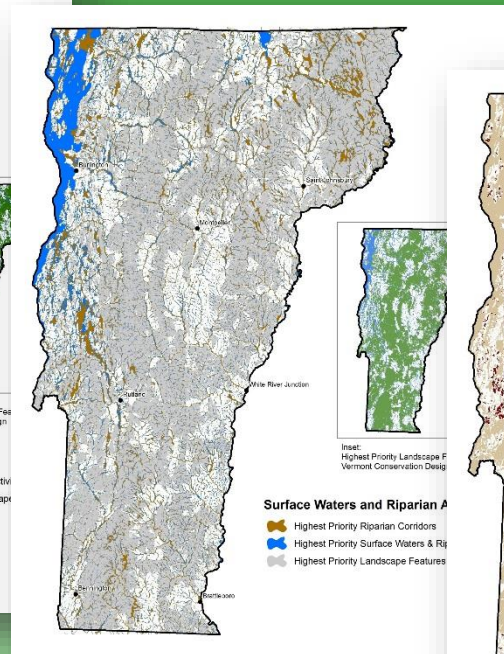 Burlington
Saint Johnsbury
Montpelier
White River Junction
Rutland
Bennington
Brattleboro
Inset:
Highest Priority Landscape F
Vermont Conservation Desig
Surface Waters and Riparian A
Highest Priority Riparian Corridors
Highest Priority Surface Waters & Rip
Highest Priority Landscape Features